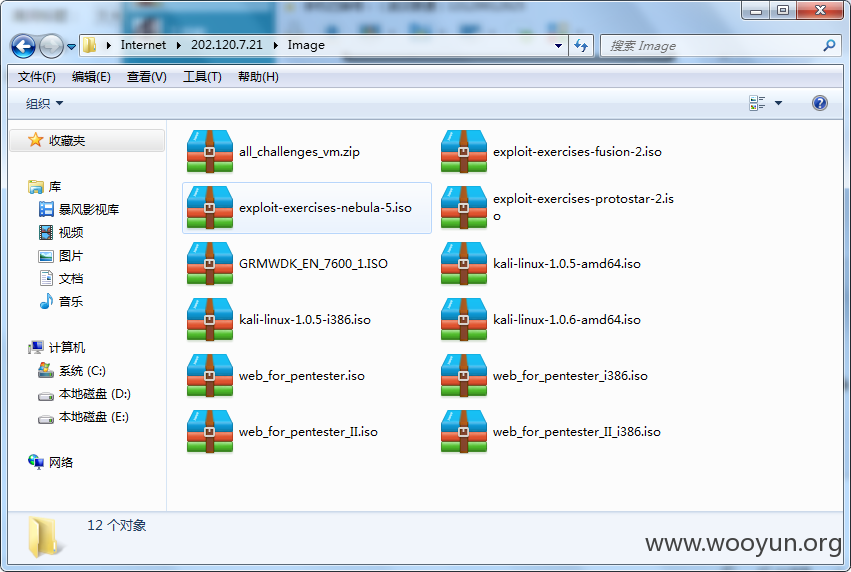 Internet ▸ 202.120.7.21 ▸ Image
搜索 Image
文件(F) 编辑(E) 查看(V) 工具(T) 帮助(H)
组织
收藏夹
库
暴风影视库
视频
图片
文档
音乐
计算机
系统 (C:)
本地磁盘 (D:)
本地磁盘 (E:)
网络
all_challenges_vm.zip
exploit-exercises-fusion-2.iso
exploit-exercises-nebula-5.iso
exploit-exercises-protostar-2.is
o
GRMWDK_EN_7600_1.ISO
kali-linux-1.0.5-amd64.iso
kali-linux-1.0.5-i386.iso
kali-linux-1.0.6-amd64.iso
web_for_pentester.iso
web_for_pentester_i386.iso
web_for_pentester_II.iso
web_for_pentester_II_i386.iso
12 个对象
www.wooyun.org